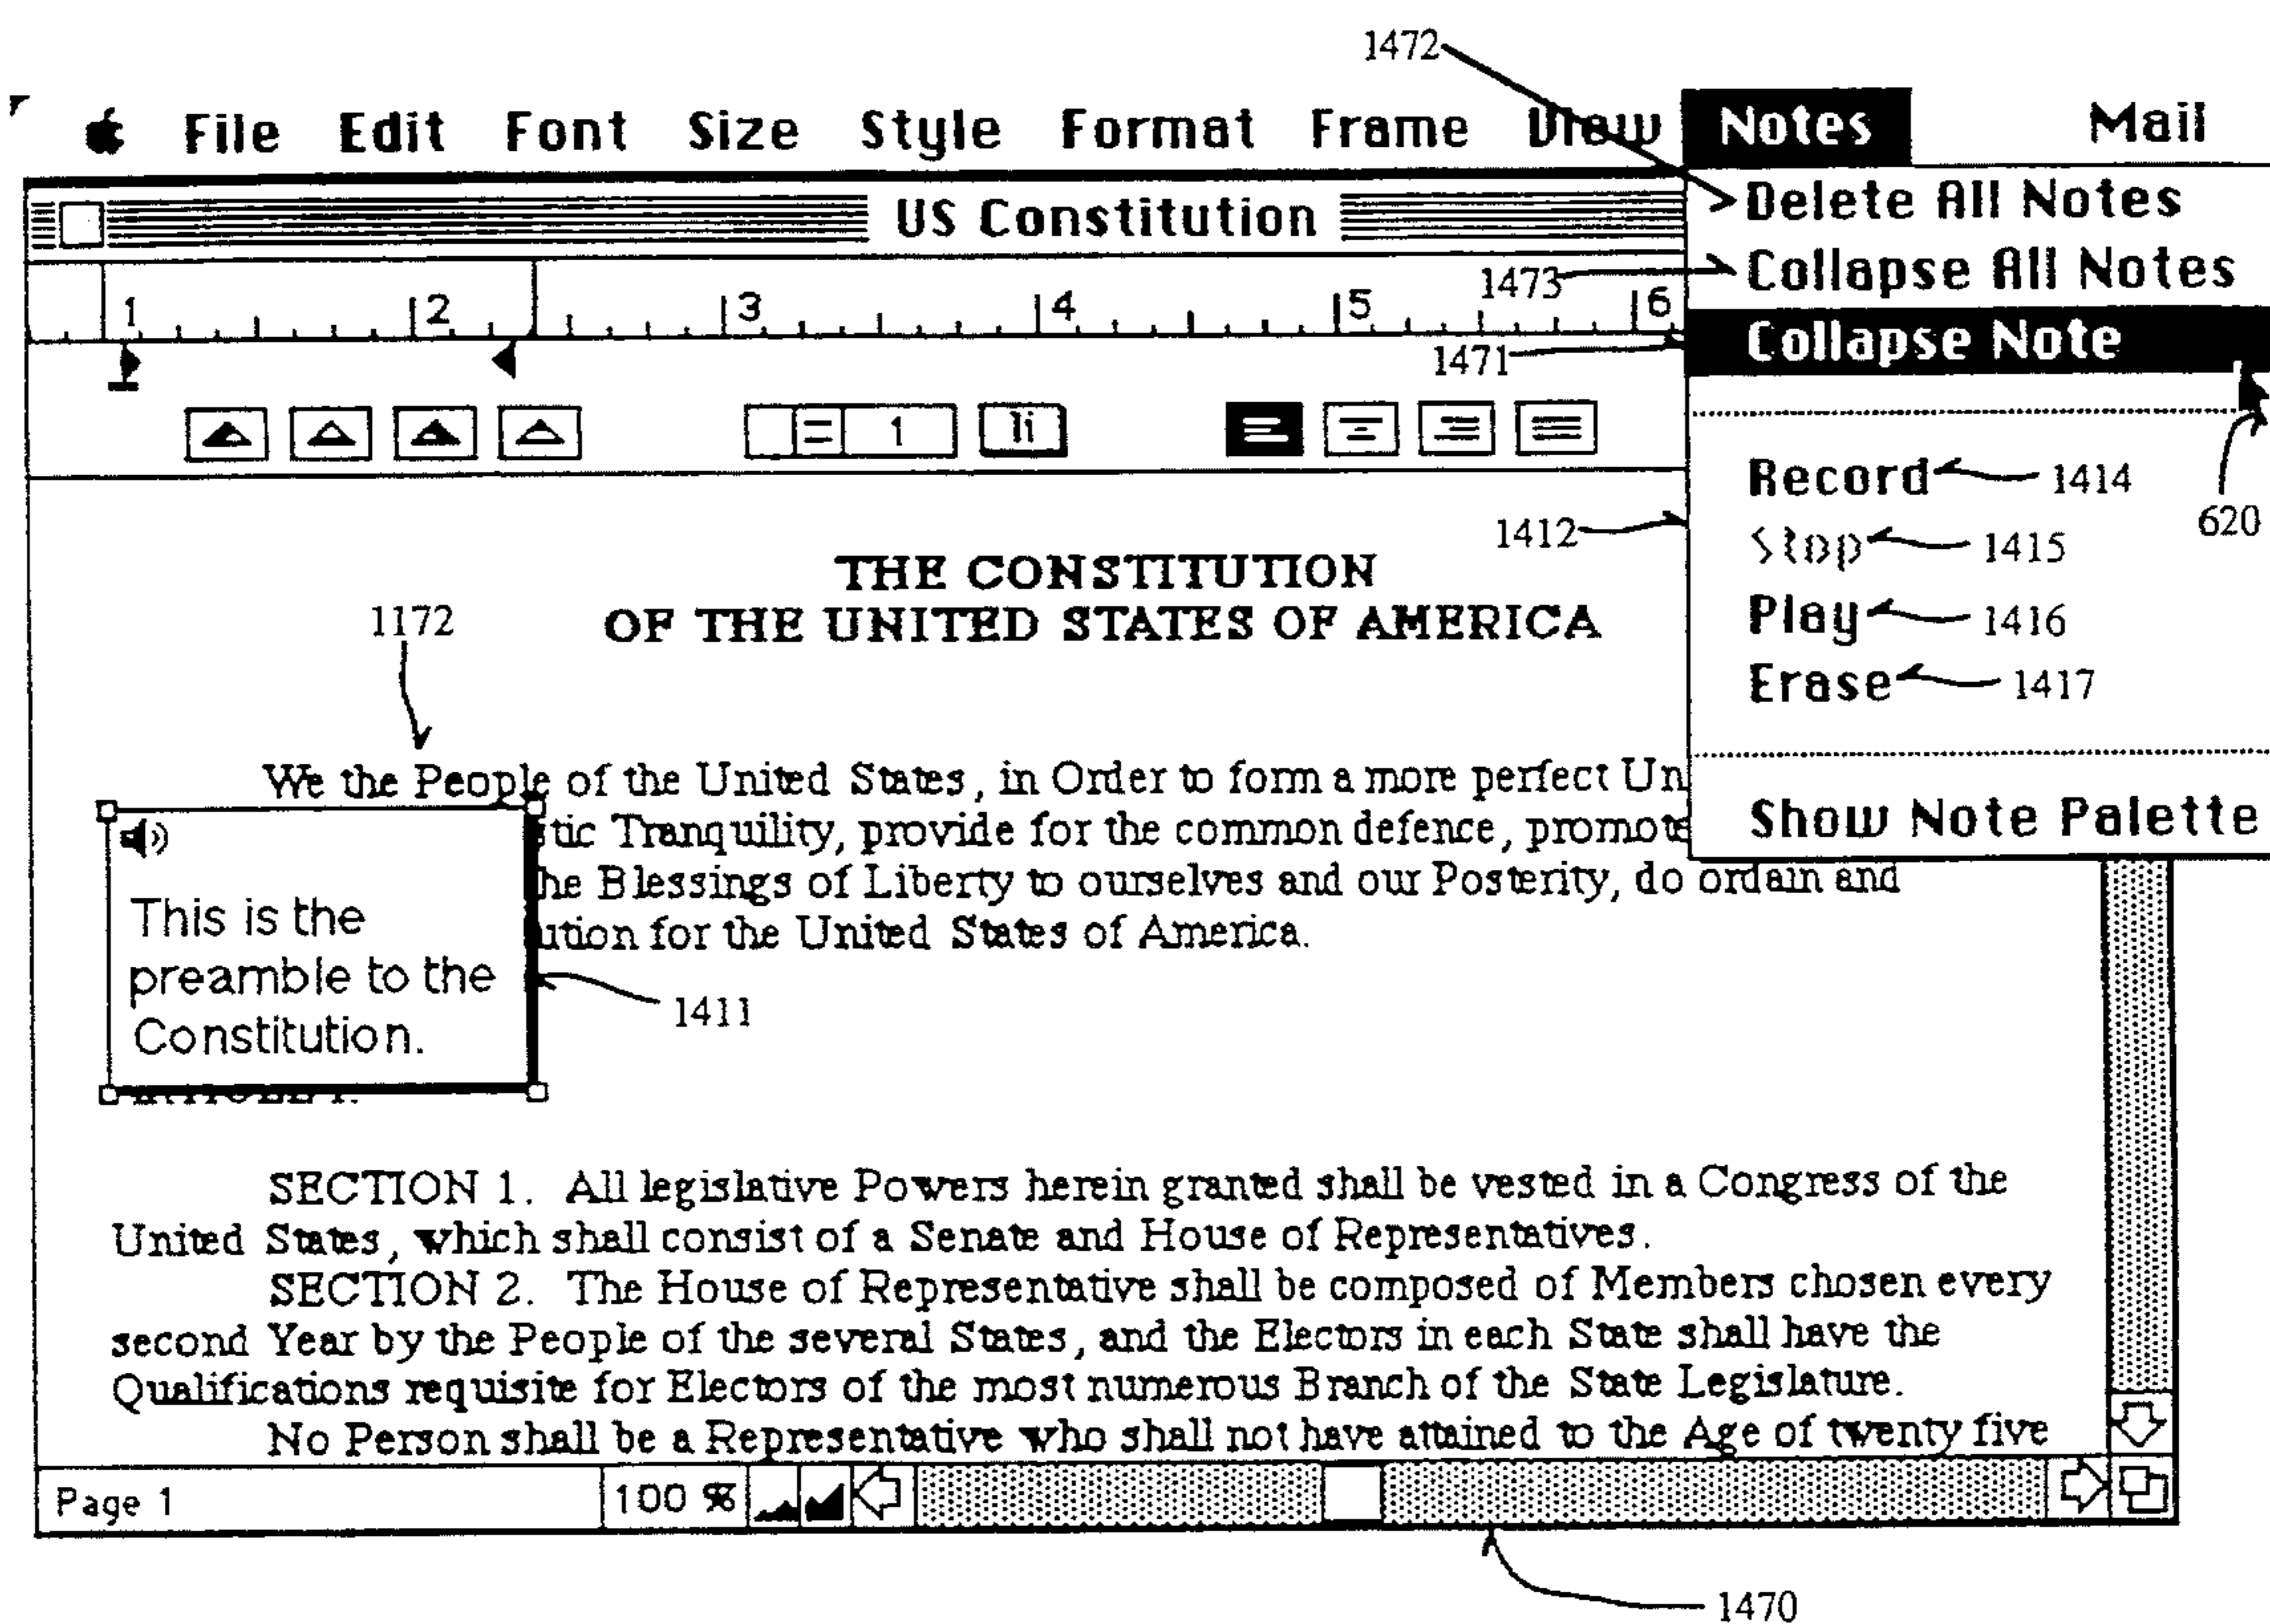 1472
File Edit Font Size Style Format Frame View Notes Mail
US Constitution
Delete All Notes
1473 Collapse All Notes
1 2 3 4 5 6
1471 Collapse Note
1 li
Record 1414
620
1412
Stop 1415
Play 1416
Erase 1417
Show Note Palette
THE CONSTITUTION
OF THE UNITED STATES OF AMERICA
1172
We the People of the United States, in Order to form a more perfect Un
tic Tranquility, provide for the common defence, promote
he Blessings of Liberty to ourselves and our Posterity, do ordain and
ution for the United States of America.
This is the
preamble to the
Constitution.
1411
SECTION 1. All legislative Powers herein granted shall be vested in a Congress of the
United States, which shall consist of a Senate and House of Representatives.
SECTION 2. The House of Representative shall be composed of Members chosen every
second Year by the People of the several States, and the Electors in each State shall have the
Qualifications requisite for Electors of the most numerous Branch of the State Legislature.
No Person shall be a Representative who shall not have attained to the Age of twenty five
Page 1 100 %
1470